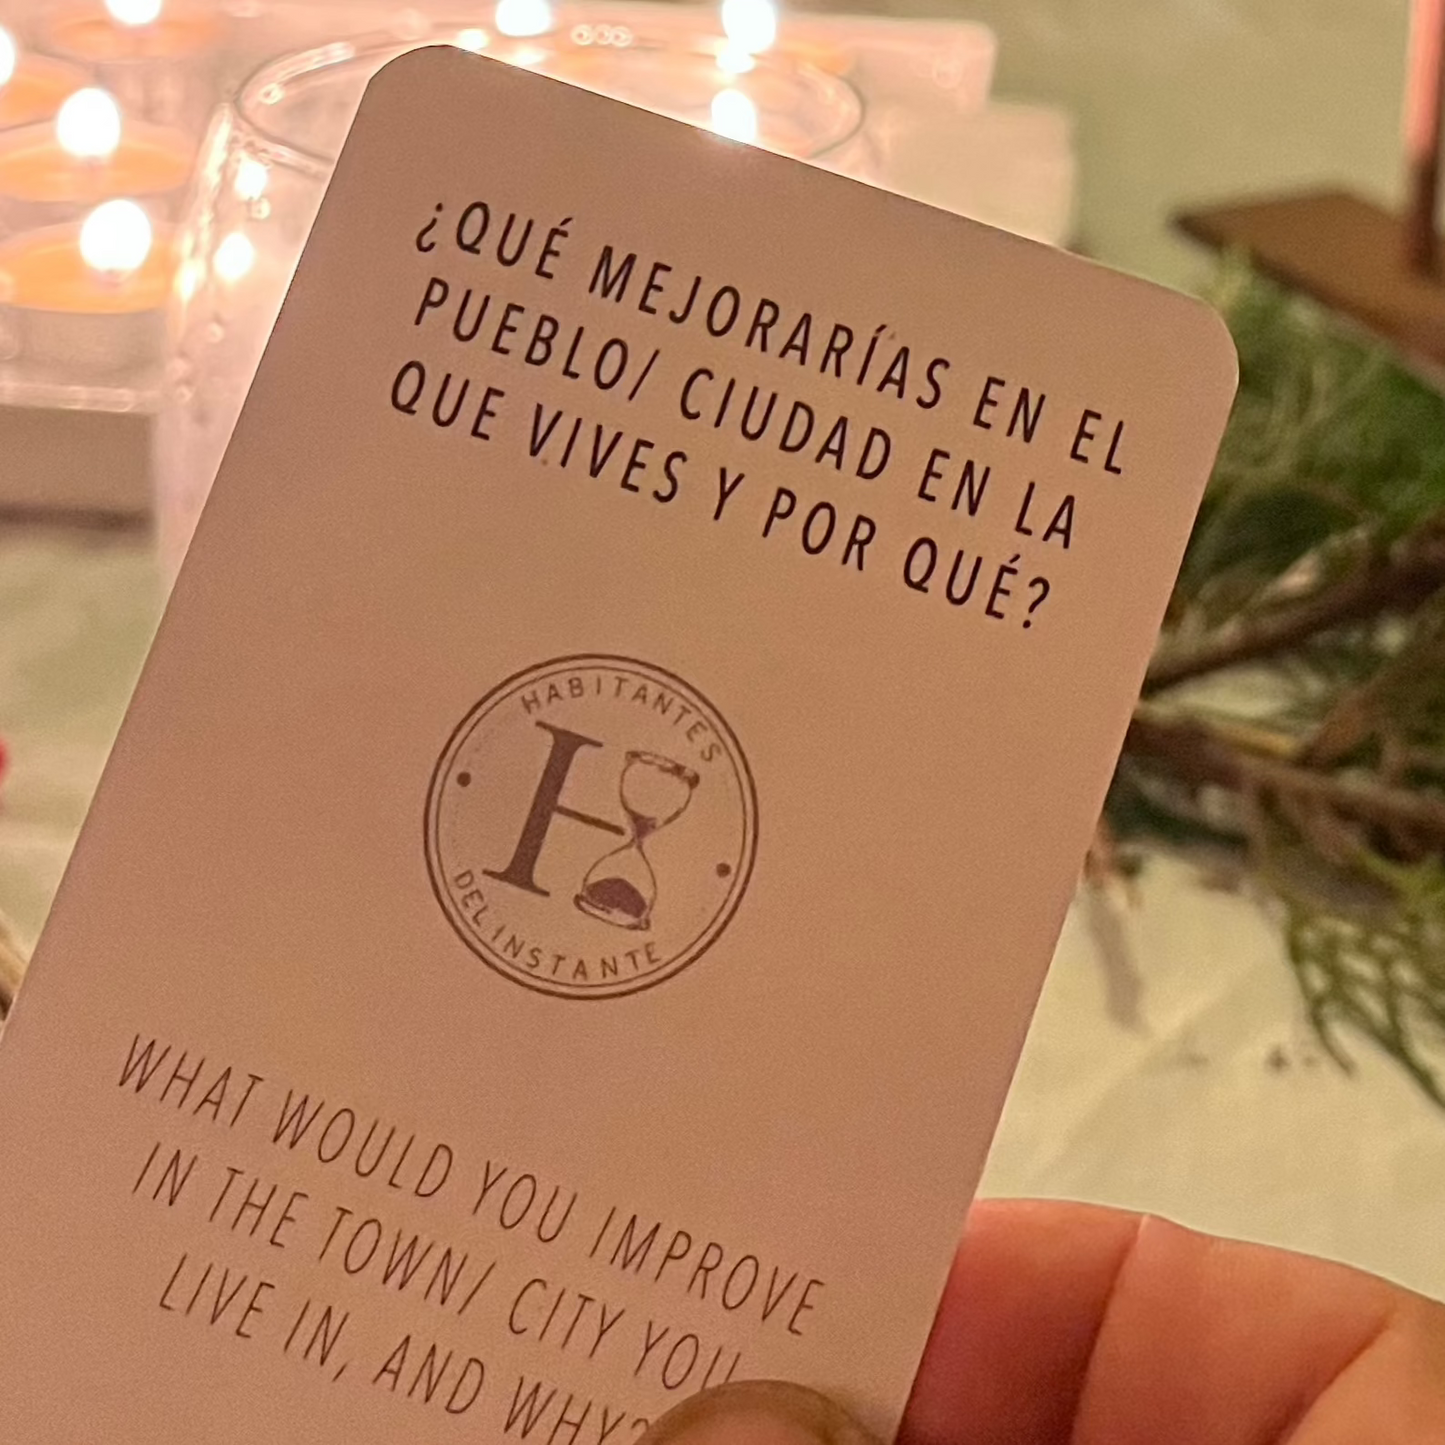 ¿QUÉ MEJORARÍAS EN EL
PUEBLO/ CIUDAD EN LA
QUE VIVES Y POR QUÉ?
HABITANTES
H
DEL INSTANTE
WHAT WOULD YOU IMPROVE
IN THE TOWN/ CITY YOU
LIVE IN, AND WHY?